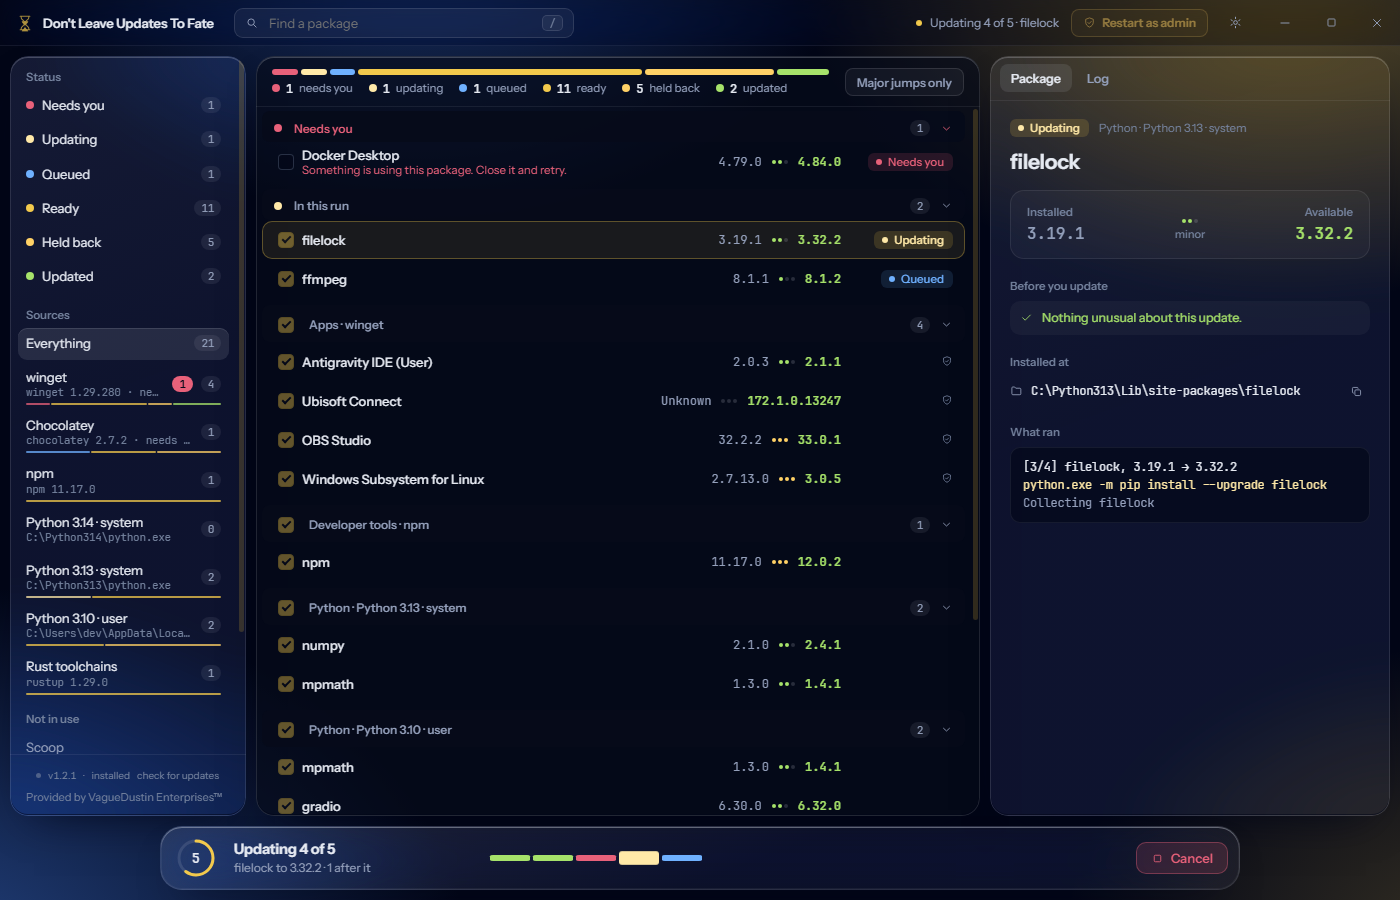 Don't Leave Updates To Fate
Find a package
/
Updating 4 of 5 · filelock
Restart as admin
Status
Needs you
1
Updating
1
Queued
1
Ready
11
Held back
5
Updated
2
Sources
Everything
21
winget
winget 1.29.280 · ne…
1
4
Chocolatey
chocolatey 2.7.2 · needs …
1
npm
npm 11.17.0
1
Python 3.14 · system
C:\Python314\python.exe
0
Python 3.13 · system
C:\Python313\python.exe
2
Python 3.10 · user
C:\Users\dev\AppData\Loca…
2
Rust toolchains
rustup 1.29.0
1
Not in use
Scoop
v1.2.1 · installed check for updates
Provided by VagueDustin Enterprises™
1 needs you
1 updating
1 queued
11 ready
5 held back
2 updated
Major jumps only
Needs you
1
Docker Desktop
Something is using this package. Close it and retry.
4.79.0 4.84.0
Needs you
In this run
2
filelock
3.19.1 3.32.2
Updating
ffmpeg
8.1.1 8.1.2
Queued
Apps · winget
4
Antigravity IDE (User)
2.0.3 2.1.1
Ubisoft Connect
Unknown 172.1.0.13247
OBS Studio
32.2.2 33.0.1
Windows Subsystem for Linux
2.7.13.0 3.0.5
Developer tools · npm
1
npm
11.17.0 12.0.2
Python · Python 3.13 · system
2
numpy
2.1.0 2.4.1
mpmath
1.3.0 1.4.1
Python · Python 3.10 · user
2
mpmath
1.3.0 1.4.1
gradio
6.30.0 6.32.0
Package
Log
Updating
Python · Python 3.13 · system
filelock
Installed
3.19.1
minor
Available
3.32.2
Before you update
Nothing unusual about this update.
Installed at
C:\Python313\Lib\site-packages\filelock
What ran
[3/4] filelock, 3.19.1 → 3.32.2
python.exe -m pip install --upgrade filelock
Collecting filelock
5
Updating 4 of 5
filelock to 3.32.2 · 1 after it
Cancel